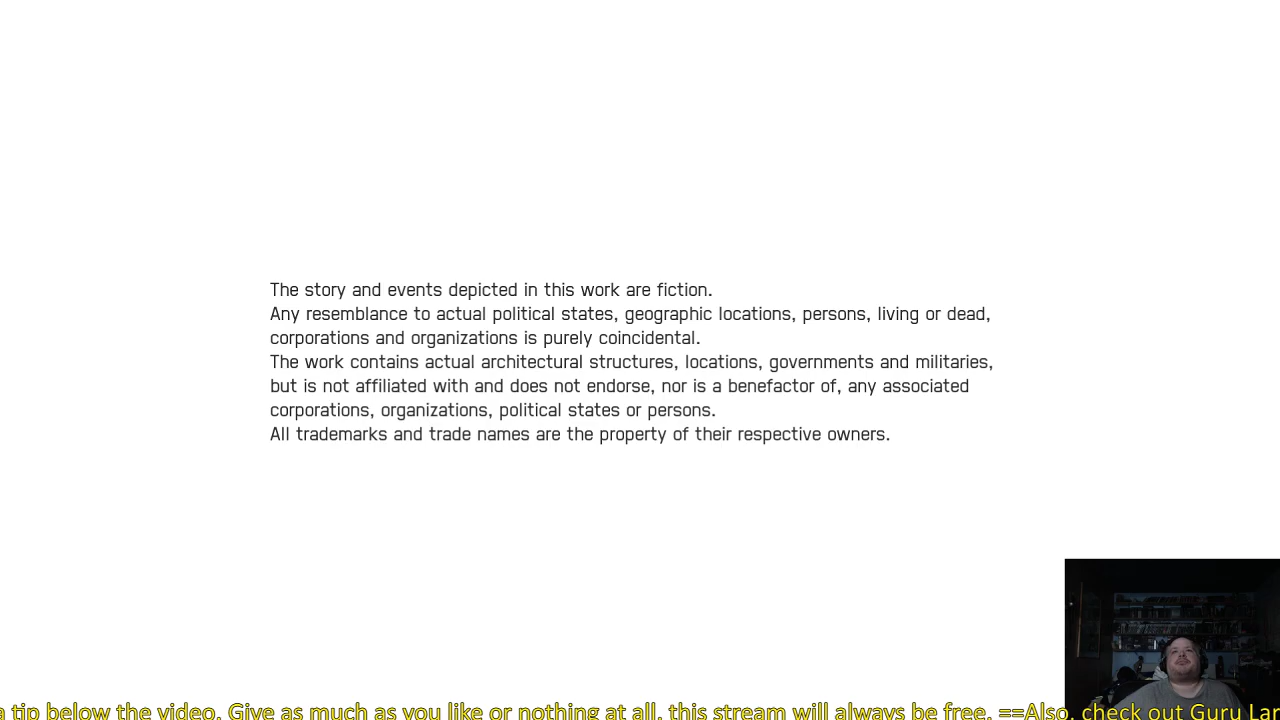 The story and events depicted in this work are fiction.
Any resemblance to actual political states, geographic locations, persons, living or dead,
corporations and organizations is purely coincidental.
The work contains actual architectural structures, locations, governments and militaries,
but is not affiliated with and does not endorse, nor is a benefactor of, any associated
corporations, organizations, political states or persons.
All trademarks and trade names are the property of their respective owners.
a tip below the video. Give as much as you like or nothing at all, this stream will always be free. ==Also, check out Guru Lar